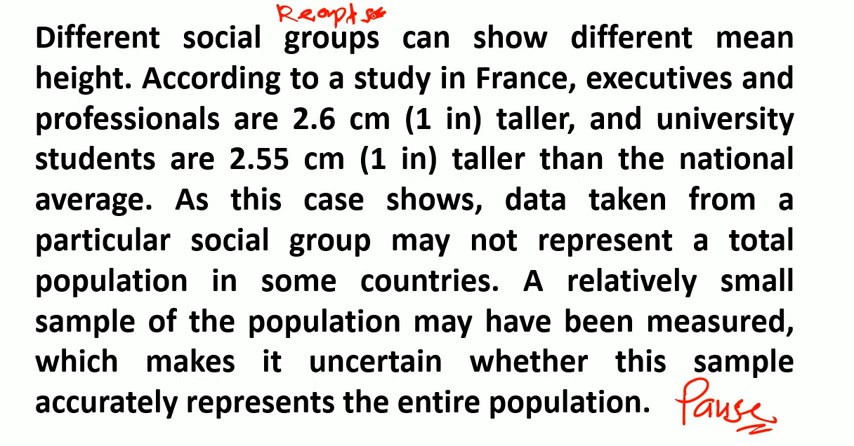 Different social groups can show different mean
height. According to a study in France, executives and
professionals are 2.6 cm (1 in) taller, and university
students are 2.55 cm (1 in) taller than the national
average. As this case shows, data taken from a
particular social group may not represent a total
population in some countries. A relatively small
sample of the population may have been measured,
which makes it uncertain whether this sample
accurately represents the entire population. Pause